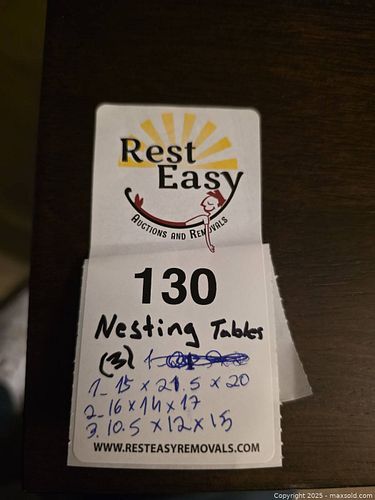 Rest
Easy
AUCTIONS AND REMOVALS
130
Nesting Tables
(3) 1-
1- 15 x 21.5 x 20
2- 16 x 14 x 17
3. 10.5 x 12 x 15
WWW.RESTEASYREMOVALS.COM
Copyright 2025 - maxsold.com